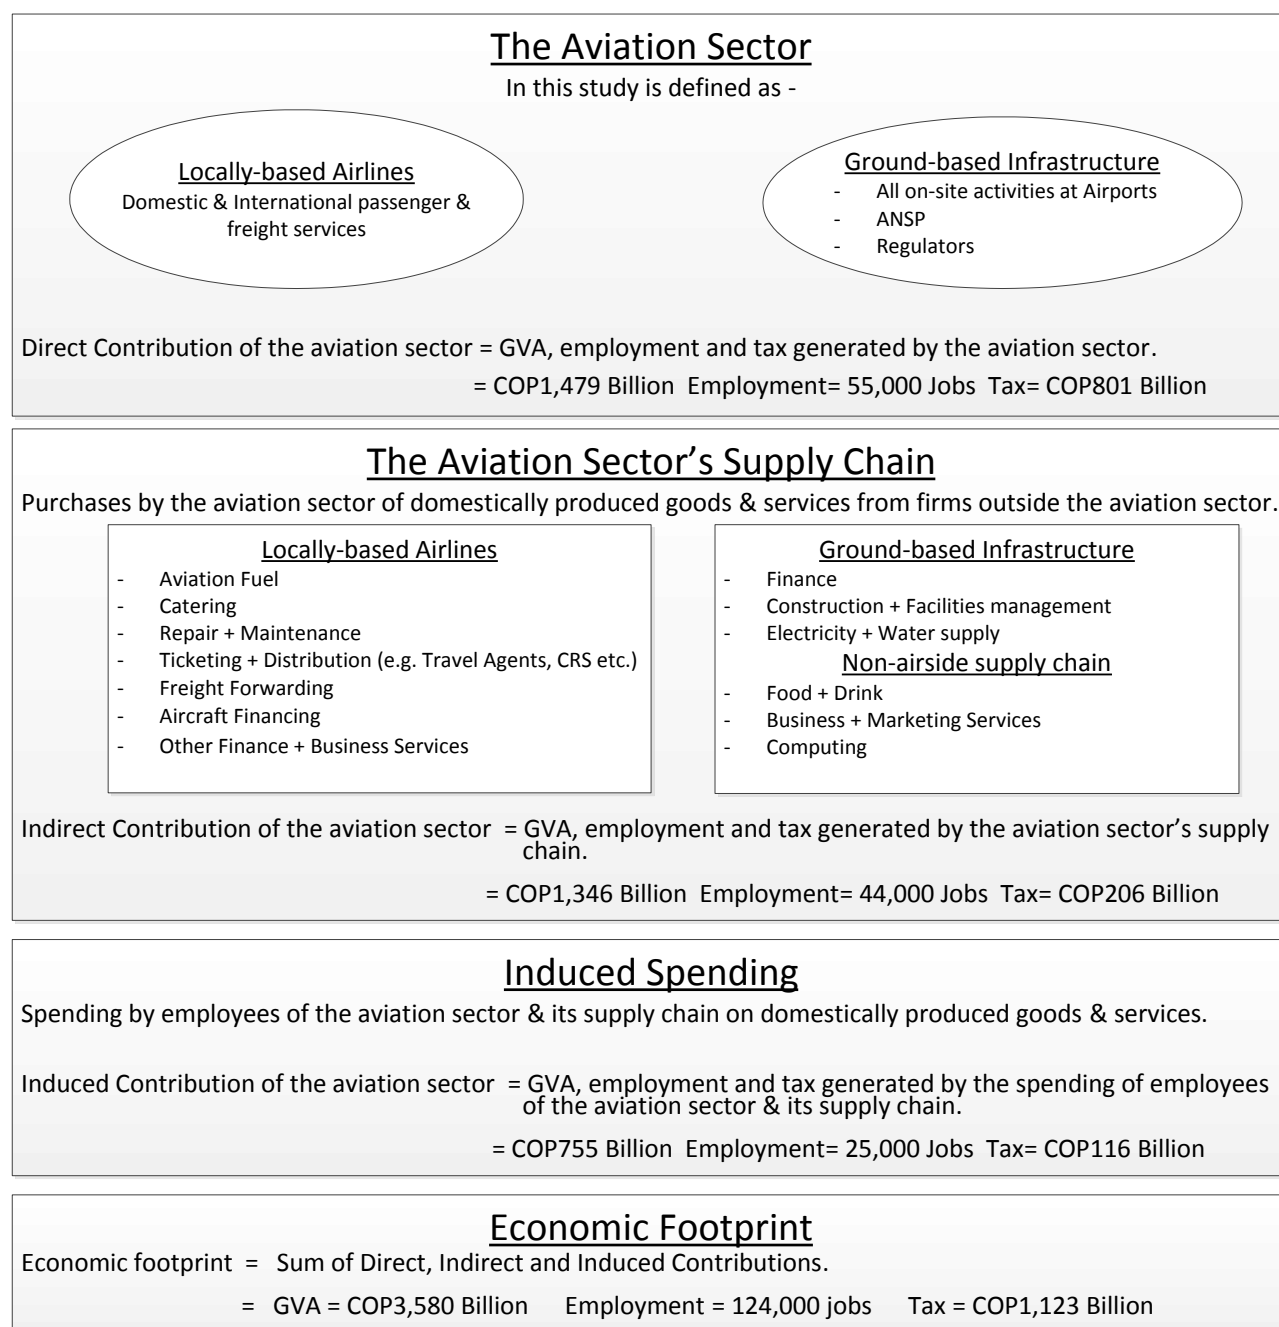 The Aviation Sector
In this study is defined as -
Locally-based Airlines
Domestic & International passenger &
freight services
Ground-based Infrastructure
- All on-site activities at Airports
- ANSP
- Regulators
Direct Contribution of the aviation sector = GVA, employment and tax generated by the aviation sector.
= COP1,479 Billion Employment= 55,000 Jobs Tax= COP801 Billion
The Aviation Sector’s Supply Chain
Purchases by the aviation sector of domestically produced goods & services from firms outside the aviation sector.
Locally-based Airlines
- Aviation Fuel
- Catering
- Repair + Maintenance
- Ticketing + Distribution (e.g. Travel Agents, CRS etc.)
- Freight Forwarding
- Aircraft Financing
- Other Finance + Business Services
Ground-based Infrastructure
- Finance
- Construction + Facilities management
- Electricity + Water supply
Non-airside supply chain
- Food + Drink
- Business + Marketing Services
- Computing
Indirect Contribution of the aviation sector = GVA, employment and tax generated by the aviation sector’s supply
chain.
= COP1,346 Billion Employment= 44,000 Jobs Tax= COP206 Billion
Induced Spending
Spending by employees of the aviation sector & its supply chain on domestically produced goods & services.
Induced Contribution of the aviation sector = GVA, employment and tax generated by the spending of employees
of the aviation sector & its supply chain.
= COP755 Billion Employment= 25,000 Jobs Tax= COP116 Billion
Economic Footprint
Economic footprint = Sum of Direct, Indirect and Induced Contributions.
= GVA = COP3,580 Billion Employment = 124,000 jobs Tax = COP1,123 Billion